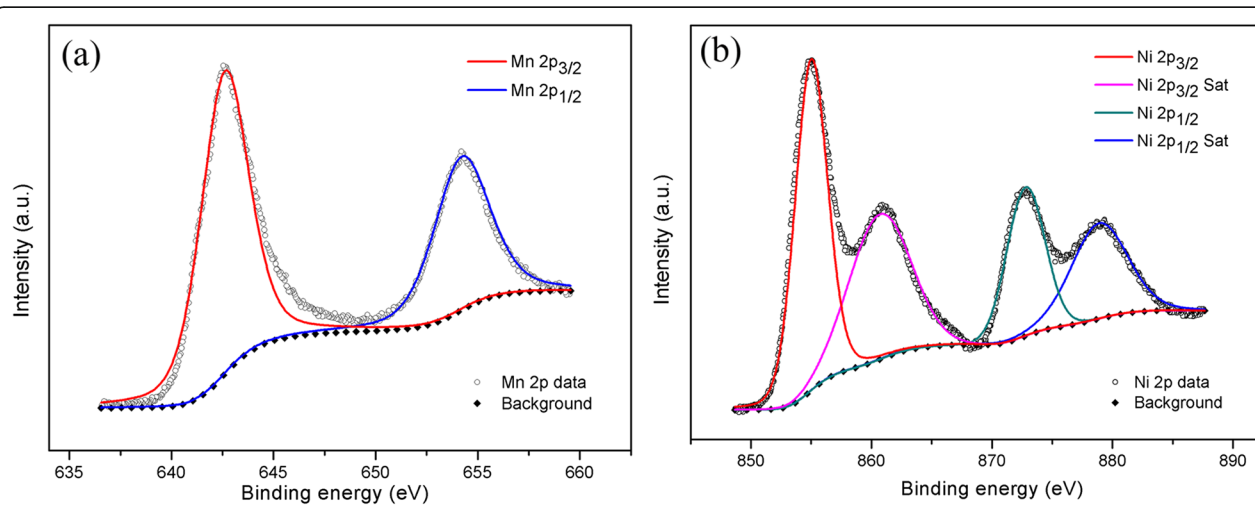 (a)
Mn 2p3/2
Mn 2p1/2
Mn 2p data
Background
Intensity (a.u.)
635 640 645 650 655 660
Binding energy (eV)
(b)
Ni 2p3/2
Ni 2p3/2 Sat
Ni 2p1/2
Ni 2p1/2 Sat
Ni 2p data
Background
Intensity (a.u.)
850 860 870 880 890
Binding energy (eV)